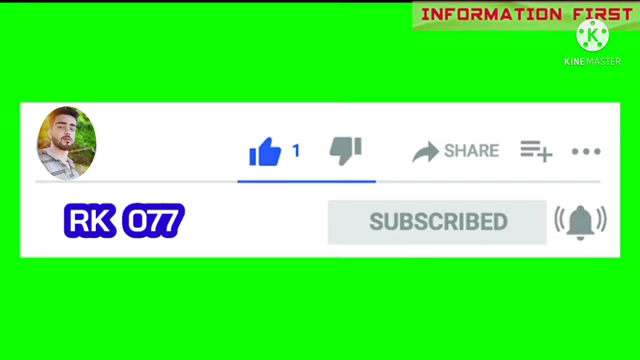 INFORMATION FIRST
K
KINEMASTER
1 SHARE
RK 077
SUBSCRIBED